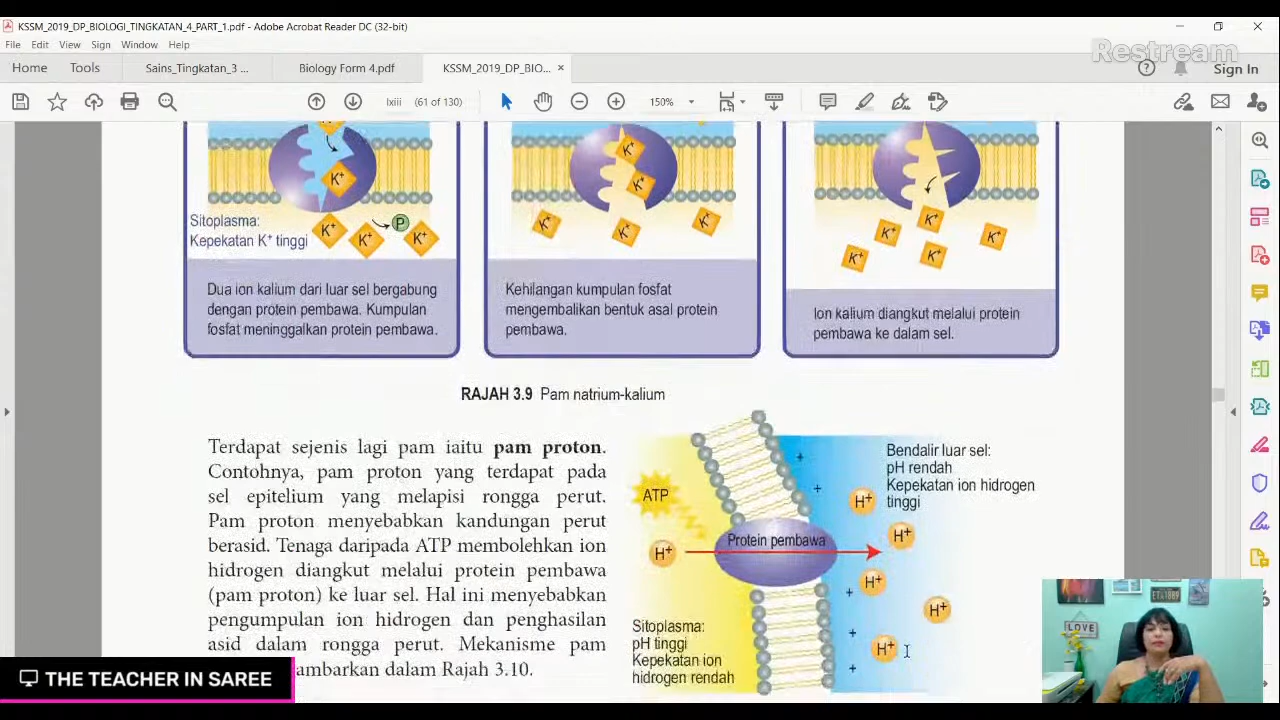 KSSM_2019_DP_BIOLOGI_TINGKATAN_4_PART_1.pdf - Adobe Acrobat Reader DC (32-bit)
File Edit View Sign Window Help
Restream
Home Tools Sains_Tingkatan_3 ... Biology Form 4.pdf KSSM_2019_DP_BIO... × Sign In
lxiii (61 of 130) 150%
K+
K+
K+
K+
K+
Sitoplasma:
Kepekatan K+ tinggi
K+ K+ K+ P
K+ K+ K+
K+ K+ K+ K+ K+
Dua ion kalium dari luar sel bergabung
dengan protein pembawa. Kumpulan
fosfat meninggalkan protein pembawa.
Kehilangan kumpulan fosfat
mengembalikan bentuk asal protein
pembawa.
Ion kalium diangkut melalui protein
pembawa ke dalam sel.
RAJAH 3.9 Pam natrium-kalium
Terdapat sejenis lagi pam iaitu pam proton.
Contohnya, pam proton yang terdapat pada
sel epitelium yang melapisi rongga perut.
Pam proton menyebabkan kandungan perut
berasid. Tenaga daripada ATP membolehkan ion
hidrogen diangkut melalui protein pembawa
(pam proton) ke luar sel. Hal ini menyebabkan
pengumpulan ion hidrogen dan penghasilan
asid dalam rongga perut. Mekanisme pam
ambarkan dalam Rajah 3.10.
Bendalir luar sel:
pH rendah
Kepekatan ion hidrogen
tinggi
ATP
Protein pembawa
H+
H+
H+
H+
H+
H+
+
+
+
+
+
Sitoplasma:
pH tinggi
Kepekatan ion
hidrogen rendah
LOVE
THE TEACHER IN SAREE